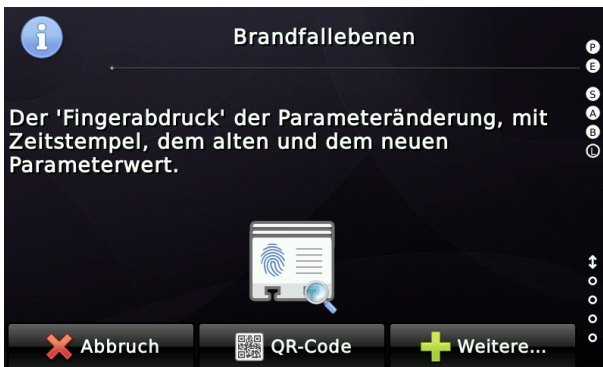 Brandfallebenen
Der 'Fingerabdruck' der Parameteränderung, mit
Zeitstempel, dem alten und dem neuen
Parameterwert.
Abbruch
QR-Code
Weitere...
P
E
S
A
B
L